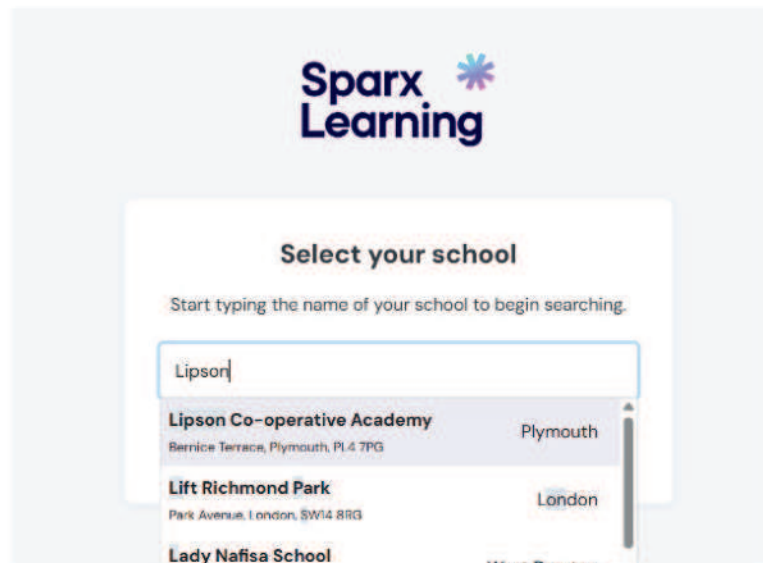 Sparx
Learning
Select your school
Start typing the name of your school to begin searching.
Lipson
Lipson Co-operative Academy
Plymouth
Bernice Terrace, Plymouth, PL4 7PG
Lift Richmond Park
London
Park Avenue, London, SW14 8RG
Lady Nafisa School